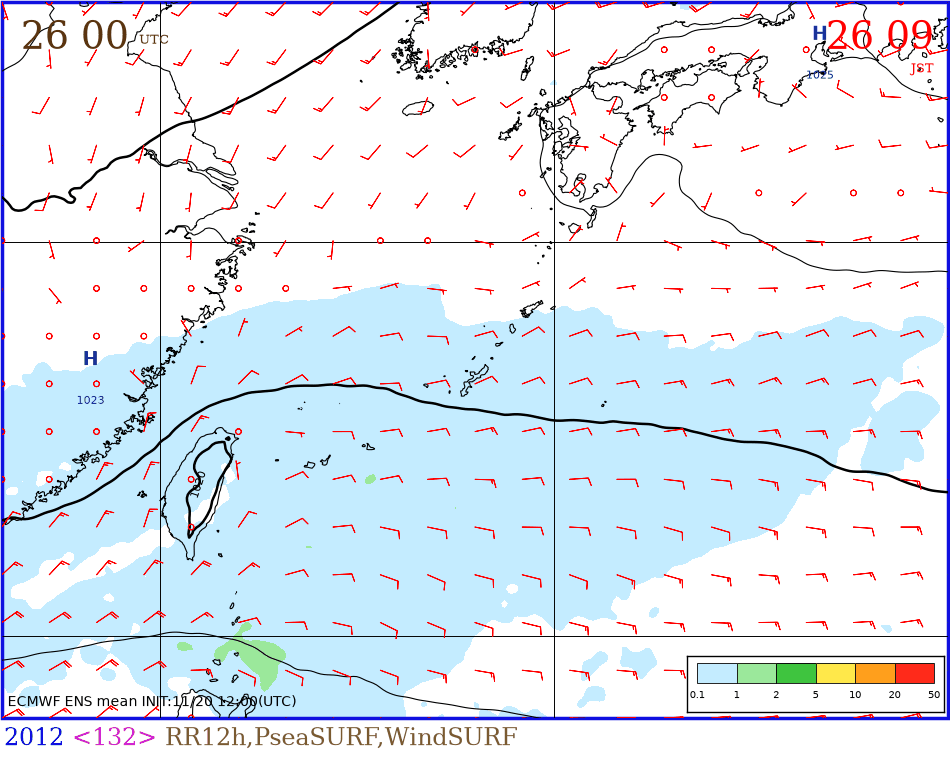 26 00 UTC
H 26 09
1025 JST
H
1023
1020
0.1 1 2 5 10 20 50
ECMWF ENS mean INIT:11/20 12:00(UTC)
2012 <132> RR12h,PseaSURF,WindSURF